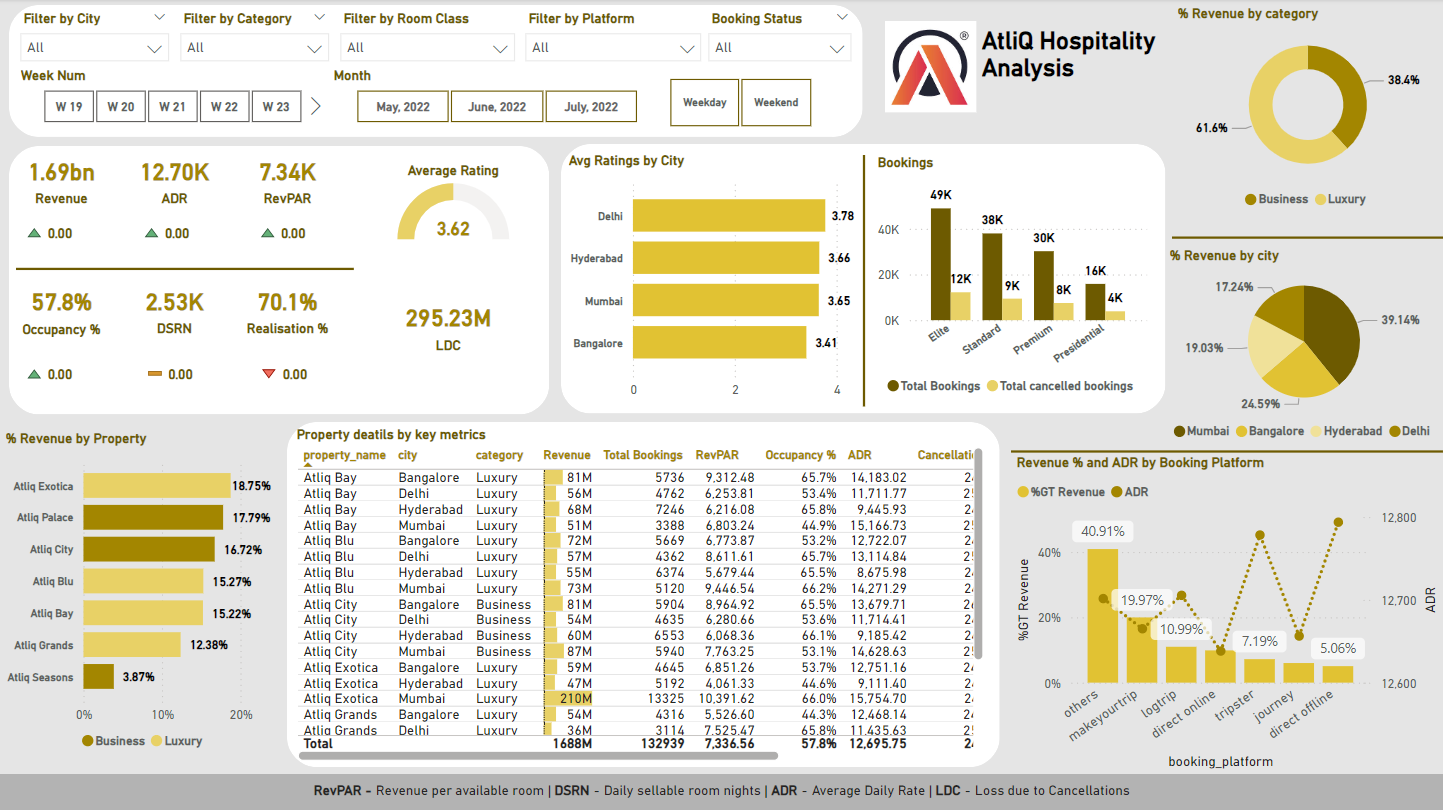 Filter by City
Filter by Category
Filter by Room Class
Filter by Platform
Booking Status
All
All
All
All
All
Week Num
Month
W 19
W 20
W 21
W 22
W 23
May, 2022
June, 2022
July, 2022
Weekday
Weekend
®
AtliQ Hospitality
Analysis
% Revenue by category
38.4%
61.6%
Business
Luxury
1.69bn
Revenue
0.00
12.70K
ADR
0.00
7.34K
RevPAR
0.00
57.8%
Occupancy %
0.00
2.53K
DSRN
0.00
70.1%
Realisation %
0.00
Average Rating
3.62
295.23M
LDC
Avg Ratings by City
Delhi 3.78
Hyderabad 3.66
Mumbai 3.65
Bangalore 3.41
0 2 4
Bookings
40K
20K
0K
49K 12K
38K 9K
30K 8K
16K 4K
Elite
Standard
Premium
Presidential
Total Bookings
Total cancelled bookings
% Revenue by city
17.24%
39.14%
19.03%
24.59%
Mumbai
Bangalore
Hyderabad
Delhi
% Revenue by Property
Atliq Exotica 18.75%
Atliq Palace 17.79%
Atliq City 16.72%
Atliq Blu 15.27%
Atliq Bay 15.22%
Atliq Grands 12.38%
Atliq Seasons 3.87%
0% 10% 20%
Business
Luxury
Property deatils by key metrics
property_name city category Revenue Total Bookings RevPAR Occupancy % ADR Cancellati
Atliq Bay Bangalore Luxury 81M 5736 9,312.48 65.7% 14,183.02
Atliq Bay Delhi Luxury 56M 4762 6,253.81 53.4% 11,711.77
Atliq Bay Hyderabad Luxury 68M 7246 6,216.08 65.8% 9,445.93
Atliq Bay Mumbai Luxury 51M 3388 6,803.24 44.9% 15,166.73
Atliq Blu Bangalore Luxury 72M 5669 6,773.87 53.2% 12,722.07
Atliq Blu Delhi Luxury 57M 4362 8,611.61 65.7% 13,114.84
Atliq Blu Hyderabad Luxury 55M 6374 5,679.44 65.5% 8,675.98
Atliq Blu Mumbai Luxury 73M 5120 9,446.54 66.2% 14,271.29
Atliq City Bangalore Business 81M 5904 8,964.92 65.5% 13,679.71
Atliq City Delhi Business 54M 4635 6,280.66 53.6% 11,714.41
Atliq City Hyderabad Business 60M 6553 6,068.36 66.1% 9,185.42
Atliq City Mumbai Business 87M 5940 7,763.25 53.1% 14,628.63
Atliq Exotica Bangalore Luxury 59M 4645 6,851.26 53.7% 12,751.16
Atliq Exotica Hyderabad Luxury 47M 5192 4,061.33 44.6% 9,111.40
Atliq Exotica Mumbai Luxury 210M 13325 10,391.62 66.0% 15,754.70
Atliq Grands Bangalore Luxury 54M 4316 5,526.60 44.3% 12,468.14
Atliq Grands Delhi Luxury 36M 3114 7,525.47 65.8% 11,435.63
Total 1688M 132939 7,336.56 57.8% 12,695.75
Revenue % and ADR by Booking Platform
%GT Revenue
ADR
%GT Revenue
40%
20%
0%
40.91%
19.97%
10.99%
7.19%
5.06%
12,800
12,700
12,600
ADR
others
makeyourtrip
logtrip
direct online
tripster
journey
direct offline
booking_platform
RevPAR - Revenue per available room | DSRN - Daily sellable room nights | ADR - Average Daily Rate | LDC - Loss due to Cancellations